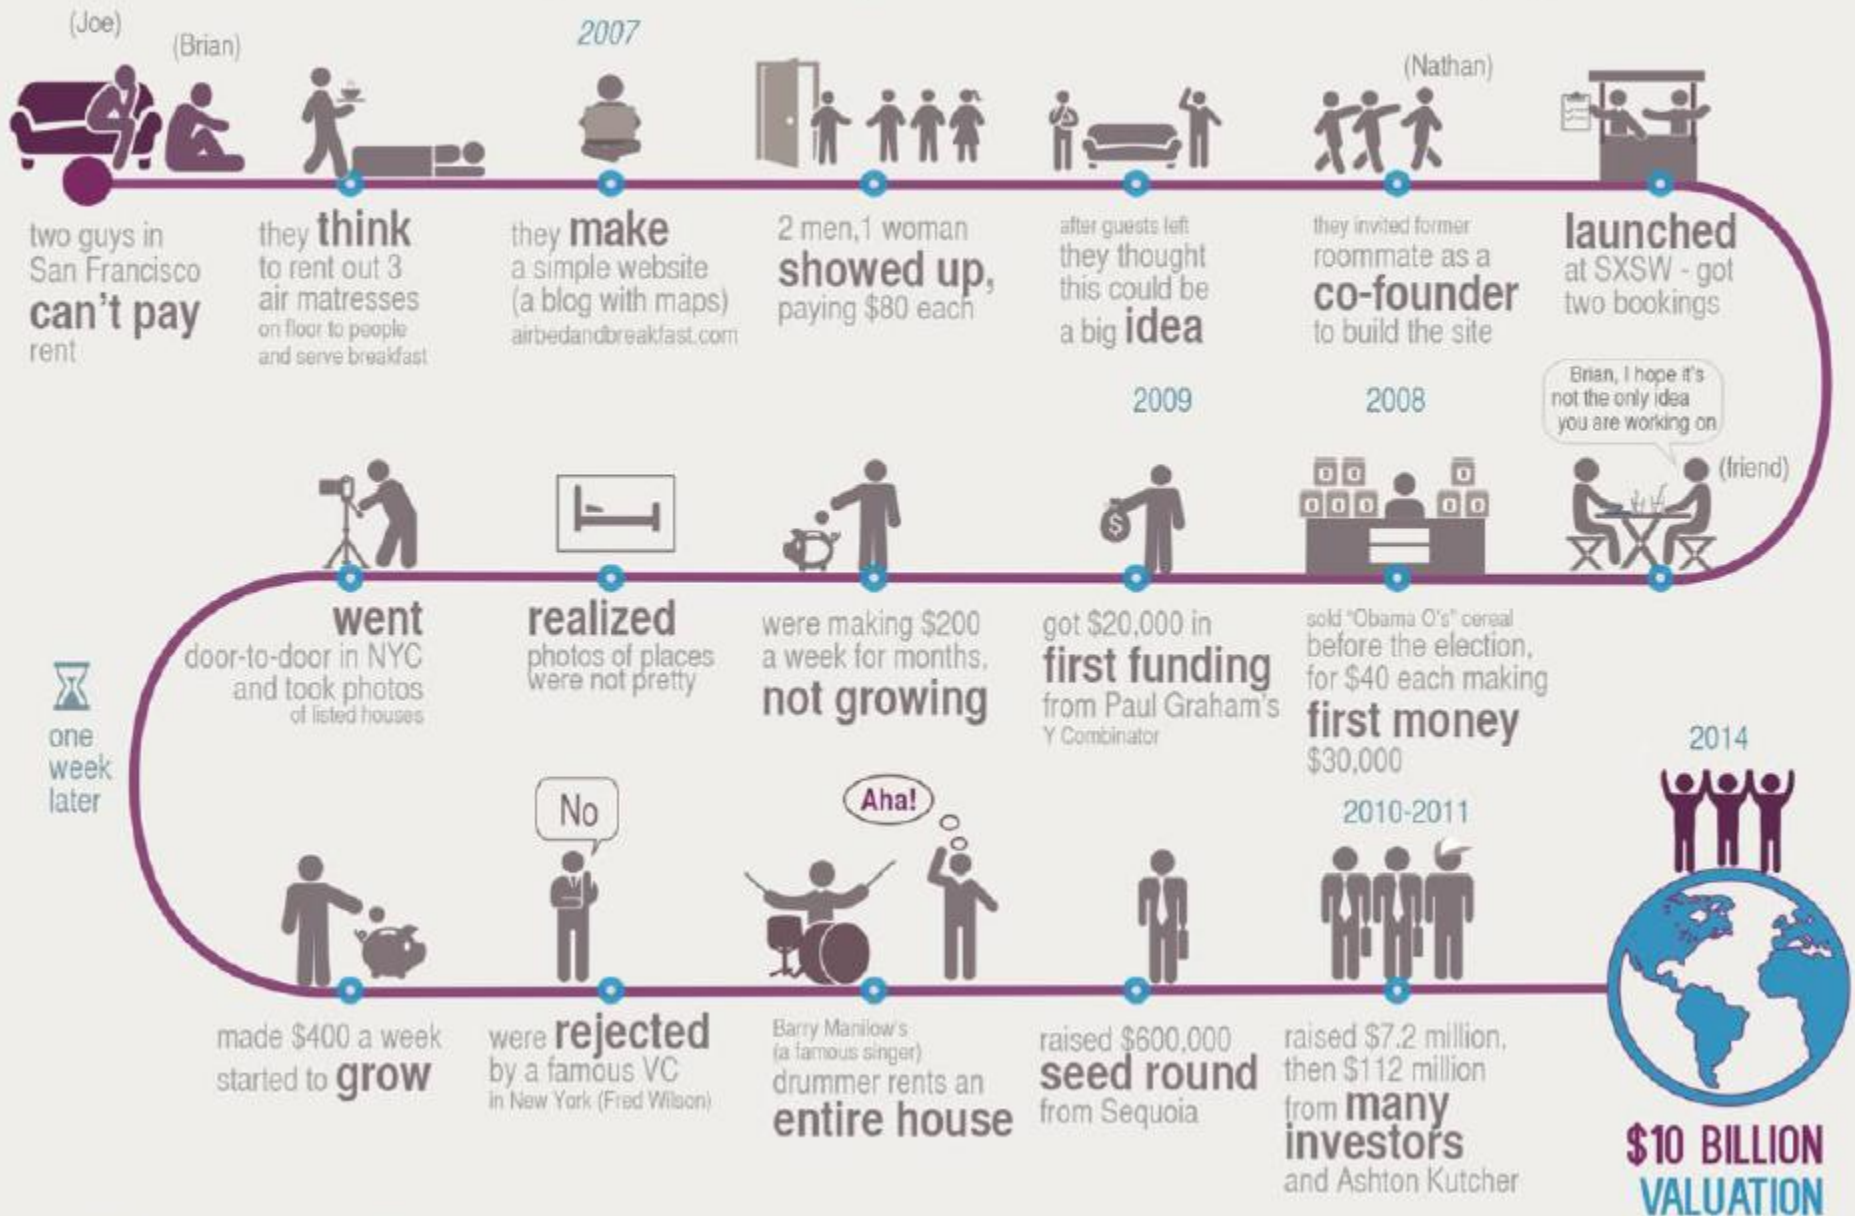 (Joe)
(Brian)
two guys in
San Francisco
can't pay
rent
they think
to rent out 3
air matresses
on floor to people
and serve breakfast
2007
they make
a simple website
(a blog with maps)
airbedandbreakfast.com
2 men,1 woman
showed up,
paying $80 each
after guests left
they thought
this could be
a big idea
(Nathan)
they invited former
roommate as a
co-founder
to build the site
launched
at SXSW - got
two bookings
Brian, I hope it's
not the only idea
you are working on
(friend)
2008
sold "Obama O's" cereal
before the election,
for $40 each making
first money
$30,000
2009
got $20,000 in
first funding
from Paul Graham's
Y Combinator
were making $200
a week for months,
not growing
realized
photos of places
were not pretty
went
door-to-door in NYC
and took photos
of listed houses
one
week
later
made $400 a week
started to grow
No
were rejected
by a famous VC
in New York (Fred Wilson)
Aha!
Barry Manilow's
(a famous singer)
drummer rents an
entire house
raised $600,000
seed round
from Sequoia
2010-2011
raised $7.2 million,
then $112 million
from many
investors
and Ashton Kutcher
2014
$10 BILLION
VALUATION